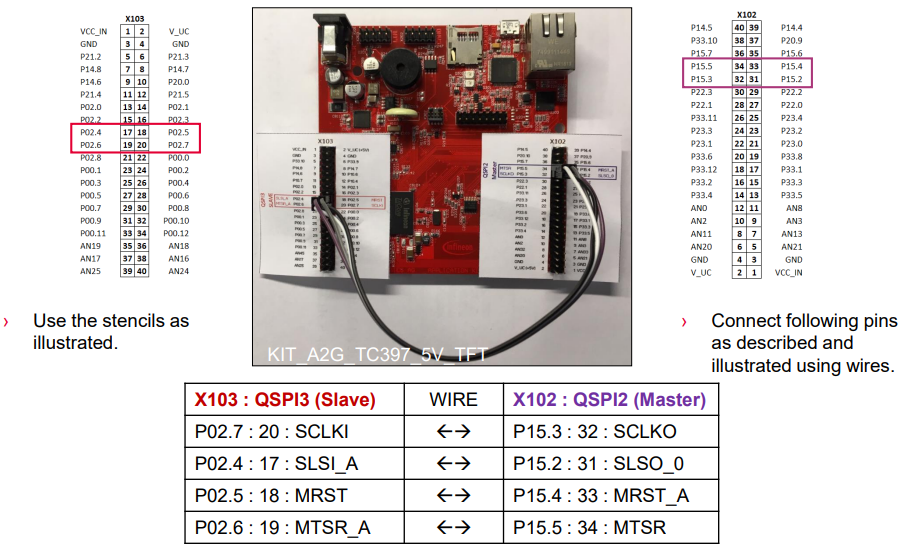 X103
VCC_IN 1 2 V_UC
GND 3 4 GND
P21.2 5 6 P21.3
P14.8 7 8 P14.7
P14.6 9 10 P20.0
P21.4 11 12 P21.5
P02.0 13 14 P02.1
P02.2 15 16 P02.3
P02.4 17 18 P02.5
P02.6 19 20 P02.7
P02.8 21 22 P00.0
P00.1 23 24 P00.2
P00.3 25 26 P00.4
P00.5 27 28 P00.6
P00.7 29 30 P00.8
P00.9 31 32 P00.10
P00.11 33 34 P00.12
AN19 35 36 AN18
AN17 37 38 AN16
AN25 39 40 AN24
X103
QSPI3
SLAVE
X102
QSPI2
Master
KIT_A2G_TC397_5V_TFT
X102
P14.5 40 39 P14.4
P33.10 38 37 P20.9
P15.7 36 35 P15.6
P15.5 34 33 P15.4
P15.3 32 31 P15.2
P22.3 30 29 P22.2
P22.1 28 27 P22.0
P33.11 26 25 P23.4
P23.3 24 23 P23.2
P23.1 22 21 P23.0
P33.6 20 19 P33.8
P33.12 18 17 P33.1
P33.2 16 15 P33.3
P33.4 14 13 P33.5
AN0 12 11 AN8
AN2 10 9 AN3
AN11 8 7 AN13
AN20 6 5 AN21
GND 4 3 GND
V_UC 2 1 VCC_IN
› Use the stencils as
illustrated.
› Connect following pins
as described and
illustrated using wires.
X103 : QSPI3 (Slave) WIRE X102 : QSPI2 (Master)
P02.7 : 20 : SCLKI ←→ P15.3 : 32 : SCLKO
P02.4 : 17 : SLSI_A ←→ P15.2 : 31 : SLSO_0
P02.5 : 18 : MRST ←→ P15.4 : 33 : MRST_A
P02.6 : 19 : MTSR_A ←→ P15.5 : 34 : MTSR